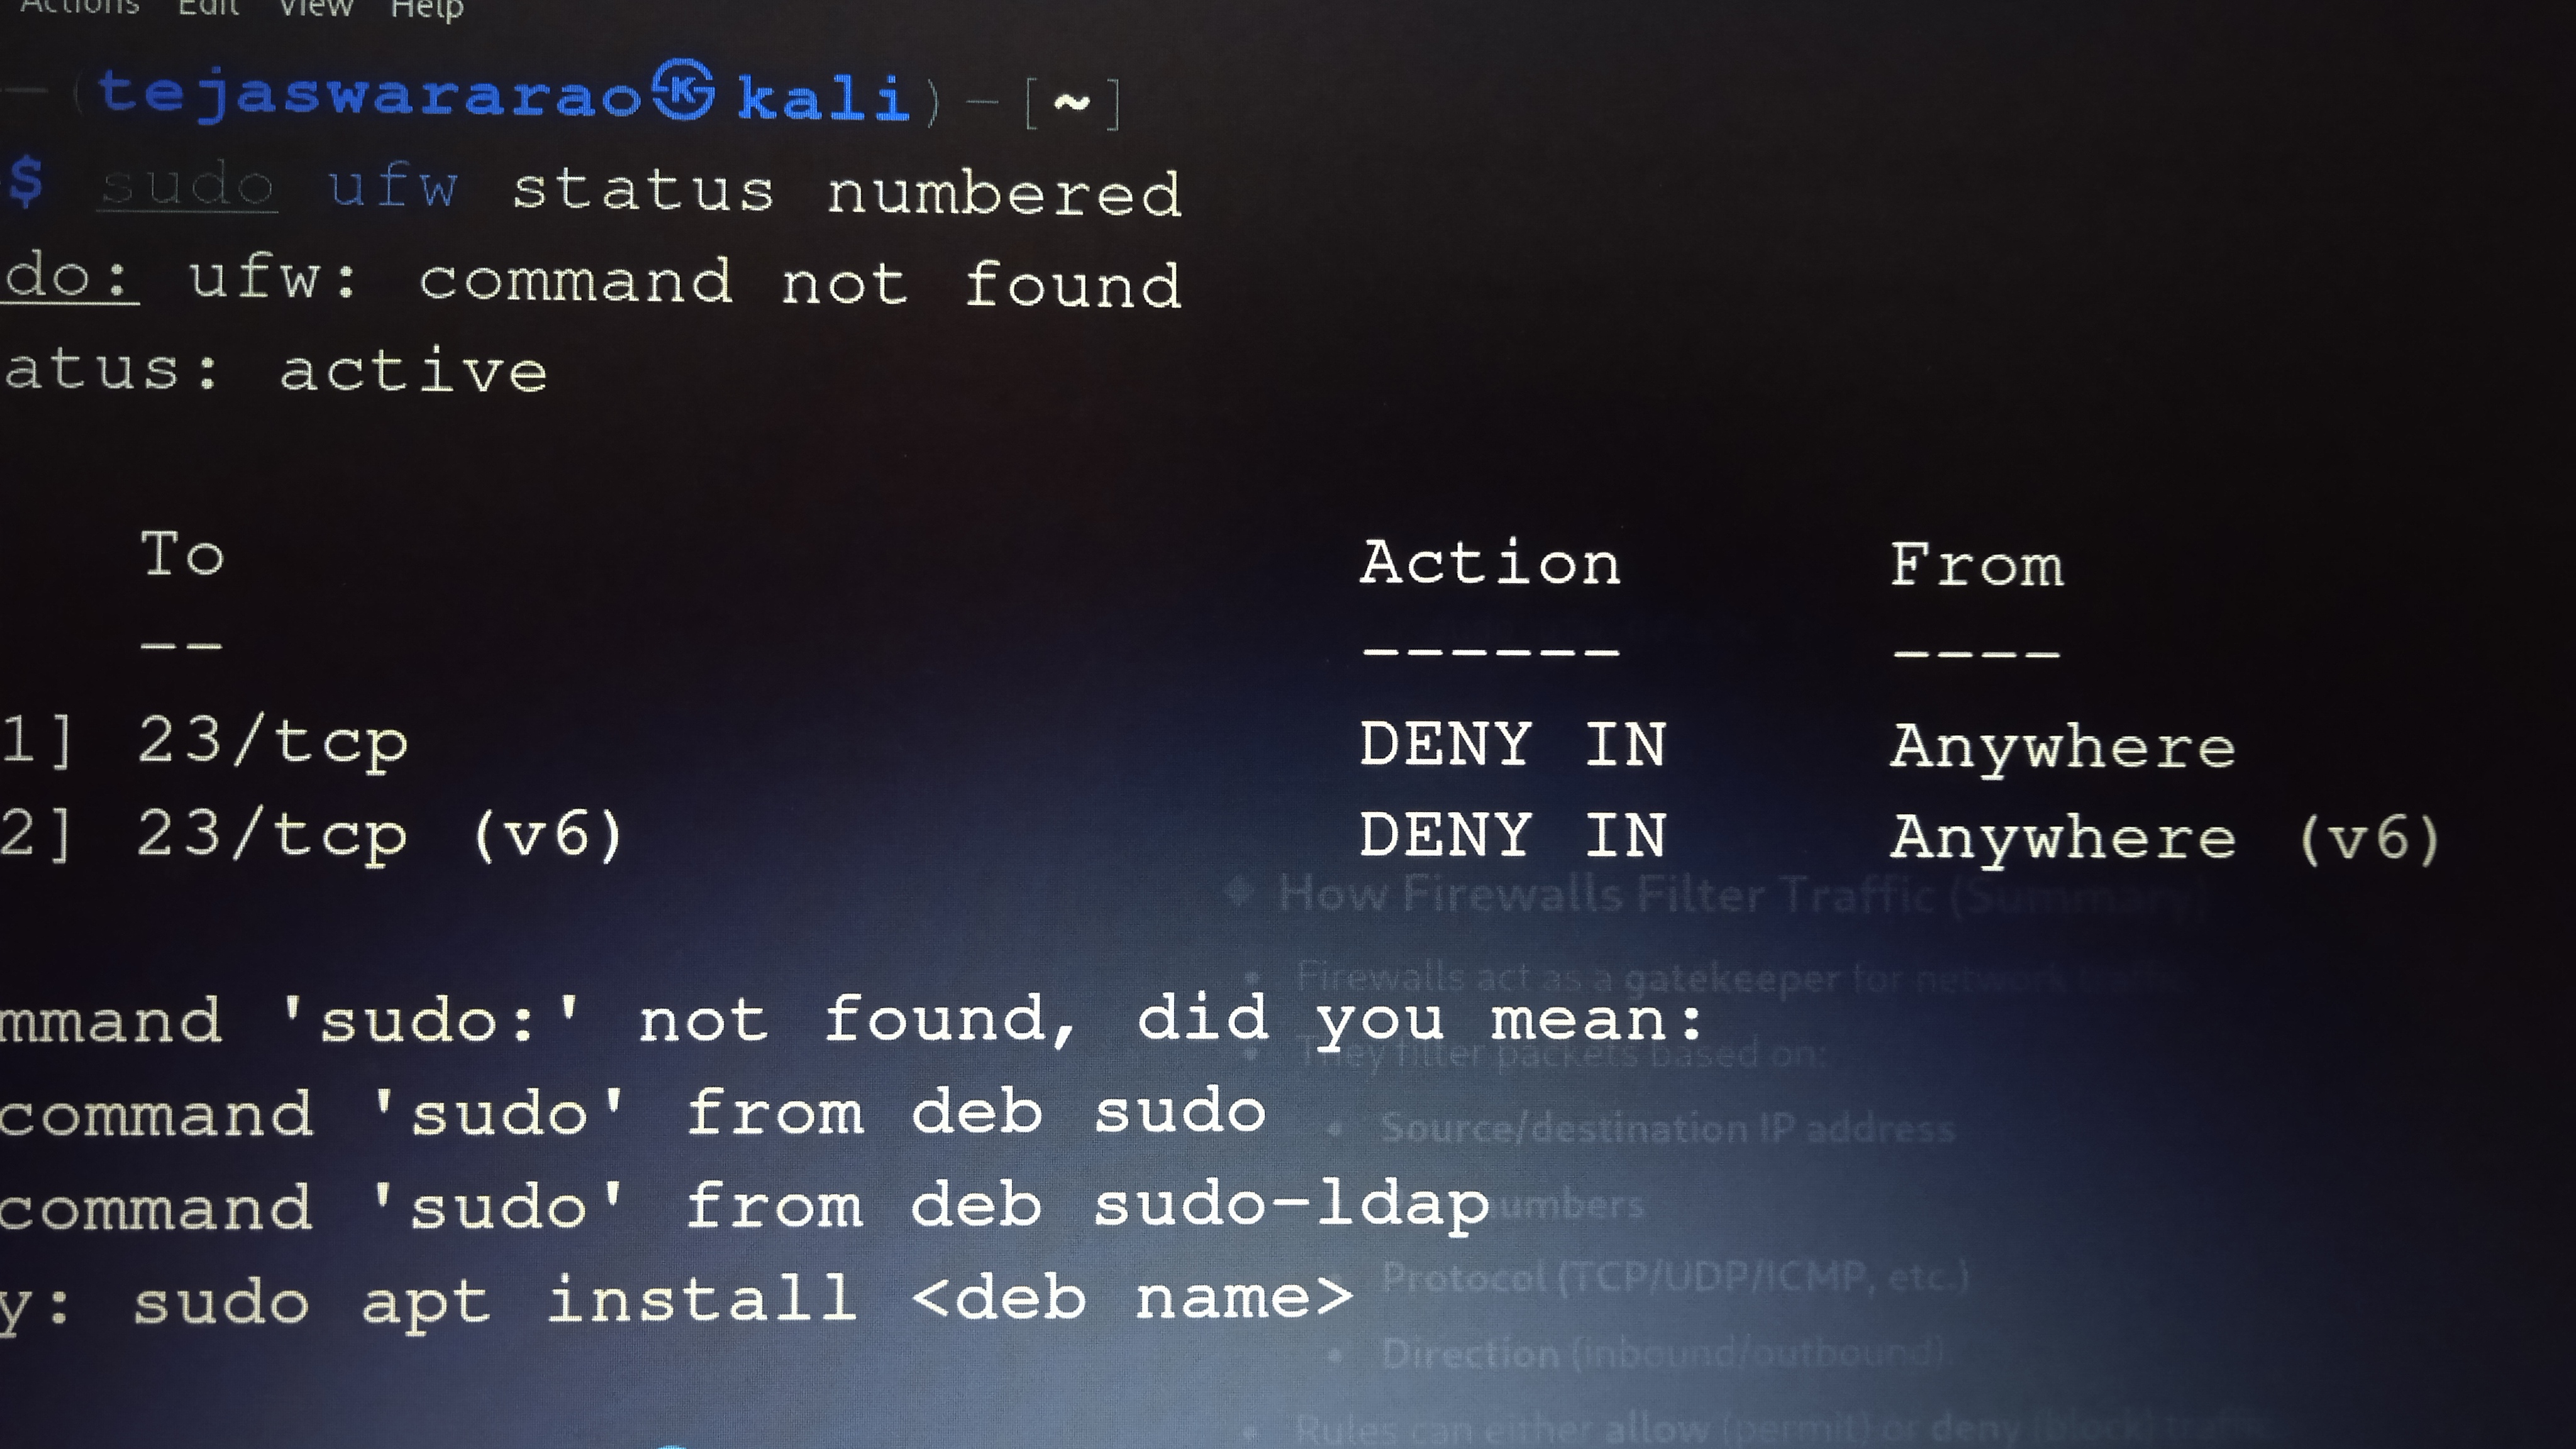 Actions Edit View Help
(tejaswararao㉿kali)-[~]
$ sudo ufw status numbered
do: ufw: command not found
atus: active
To Action From
-- ------ ----
1] 23/tcp DENY IN Anywhere
2] 23/tcp (v6) DENY IN Anywhere (v6)
◆ How Firewalls Filter Traffic (Summary)
• Firewalls act as a gatekeeper for network traffic
mmand 'sudo:' not found, did you mean:
• They filter packets based on:
command 'sudo' from deb sudo
• Source/destination IP address
command 'sudo' from deb sudo-ldap
umbers
y: sudo apt install <deb name>
Protocol (TCP/UDP/ICMP, etc.)
• Direction (inbound/outbound)
• Rules can either allow (permit) or deny (block) traffic